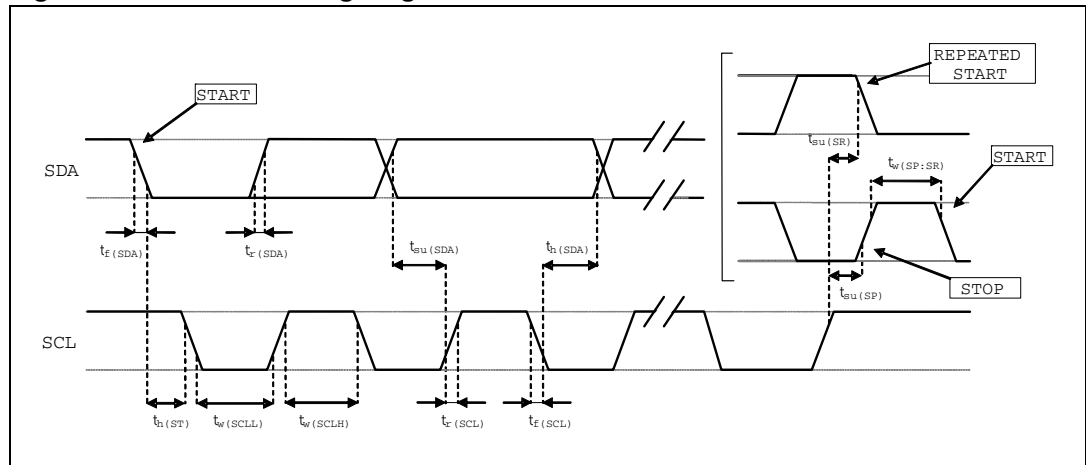 REPEATED
START
START
t_su(SR)
START
SDA
t_w(SP:SR)
t_f(SDA)
t_r(SDA)
t_su(SDA)
t_h(SDA)
t_su(SP)
STOP
SCL
t_h(ST)
t_w(SCLL)
t_w(SCLH)
t_r(SCL)
t_f(SCL)